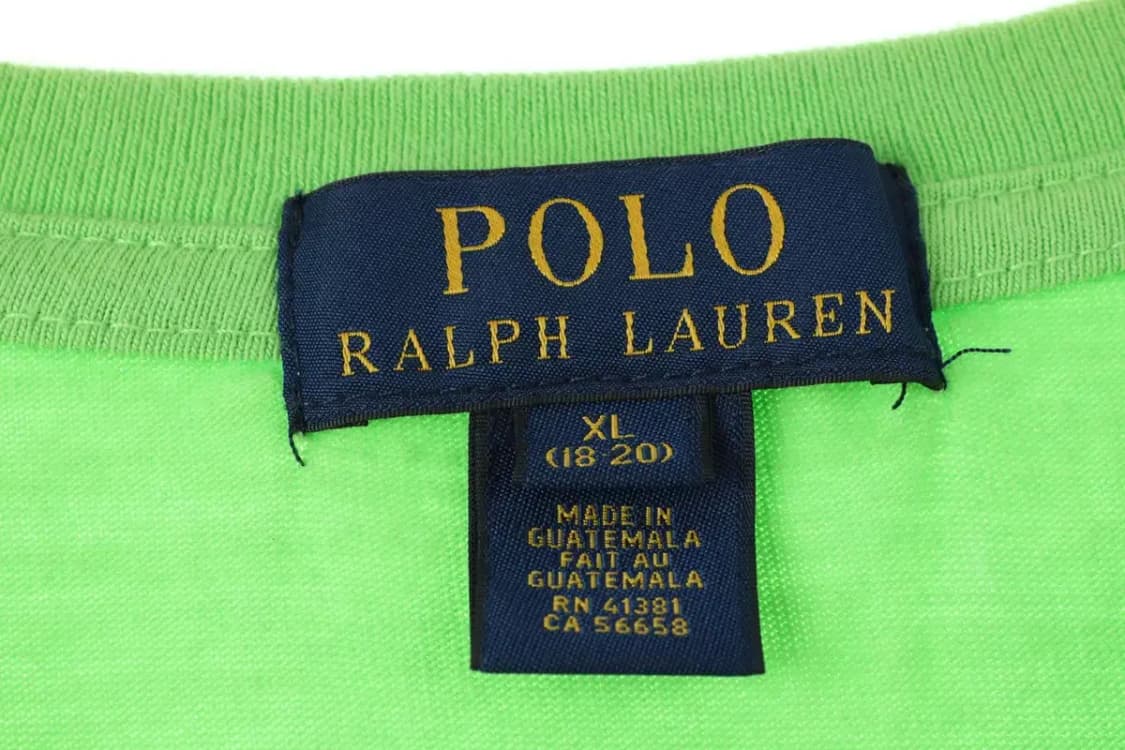 POLO
RALPH LAUREN
XL
(18-20)
MADE IN
GUATEMALA
FAIT AU
GUATEMALA
RN 41381
CA 56658